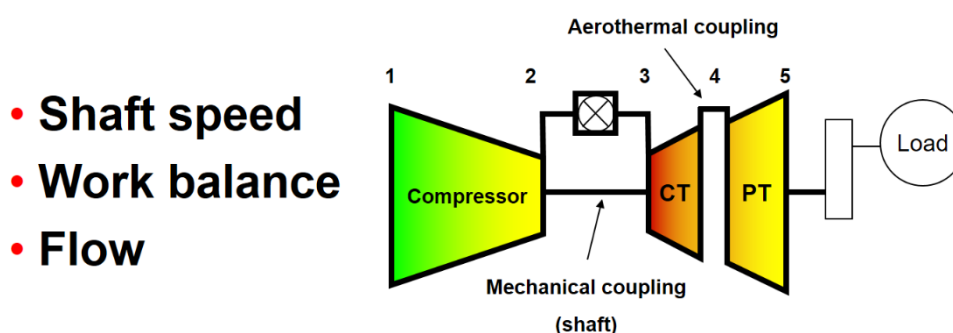 • Shaft speed
• Work balance
• Flow
Aerothermal coupling
1 2 3 4 5
Compressor
CT
PT
Load
Mechanical coupling
(shaft)